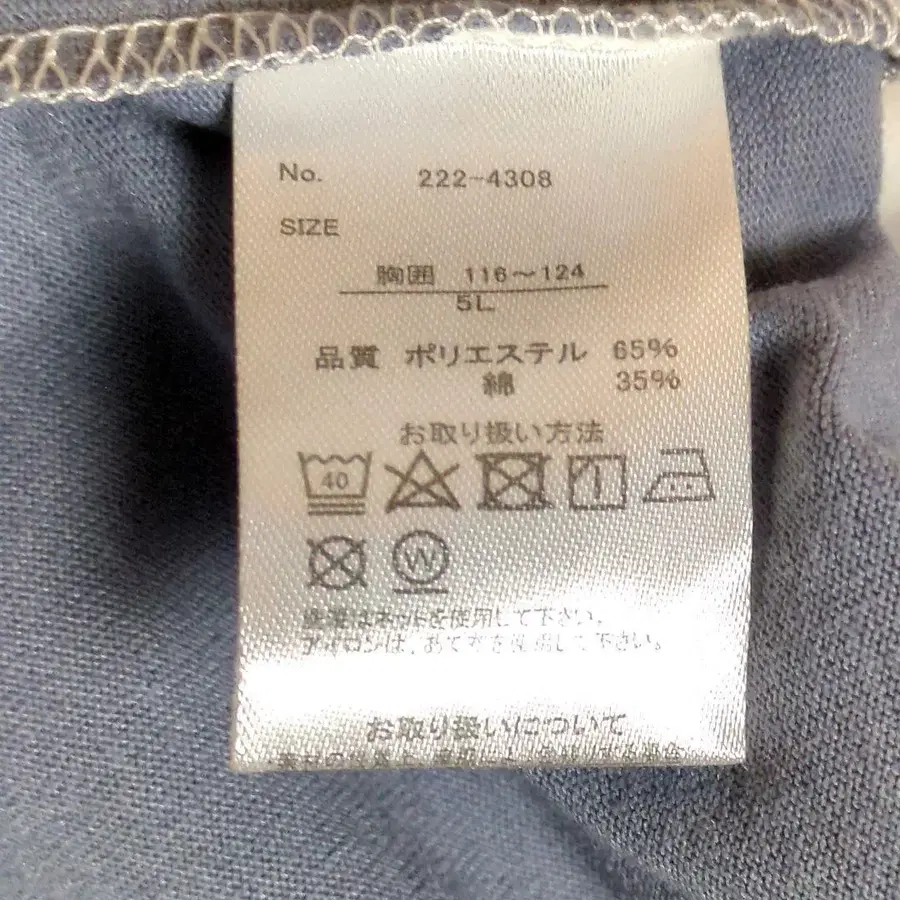 No. 222-4308
SIZE
胸囲 116～124
5L
品質 ポリエステル 65%
綿 35%
お取り扱い方法
40
W
洗濯はネットを使用して下さい。
アイロンは、あて布を使用して下さい。
お取り扱いについて